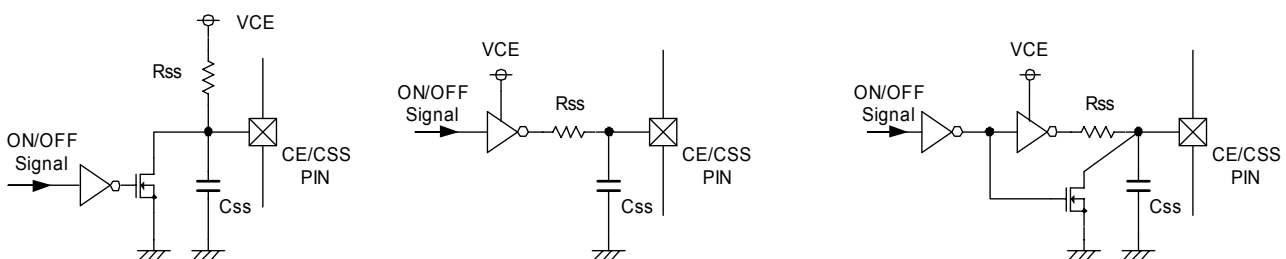 VCE
Rss
ON/OFF
Signal
CE/CSS
PIN
Css
VCE
ON/OFF
Signal
Rss
CE/CSS
PIN
Css
VCE
ON/OFF
Signal
Rss
CE/CSS
PIN
Css